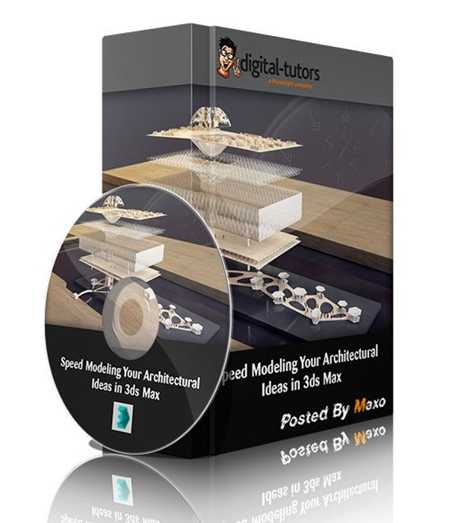 digital-tutors
a Pluralsight company
Speed Modeling Your Architectural
Ideas in 3ds Max
Posted By Maxo
Speed Modeling Your Architectural
Ideas in 3ds Max